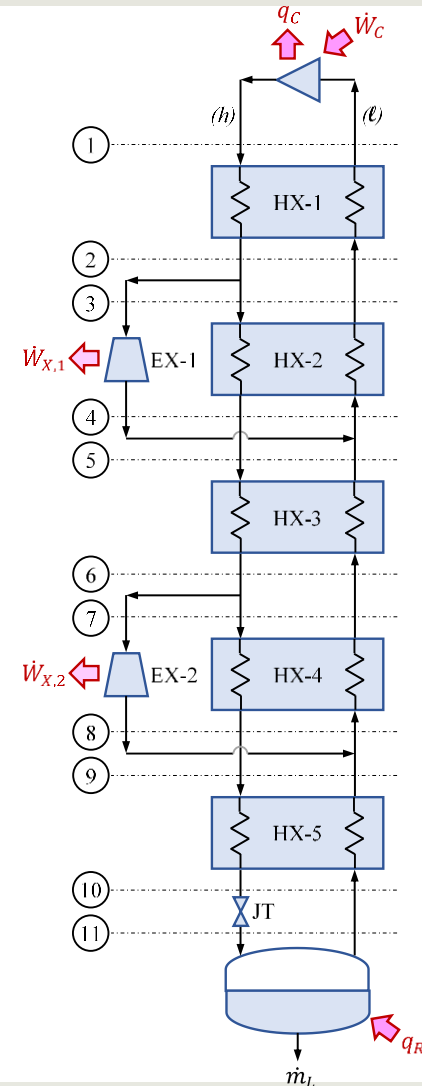 q_C
Ẇ_C
(h)
(ℓ)
1
HX-1
2
3
Ẇ_X,1
EX-1
HX-2
4
5
HX-3
6
7
Ẇ_X,2
EX-2
HX-4
8
9
HX-5
10
JT
11
q_R
ṁ_L